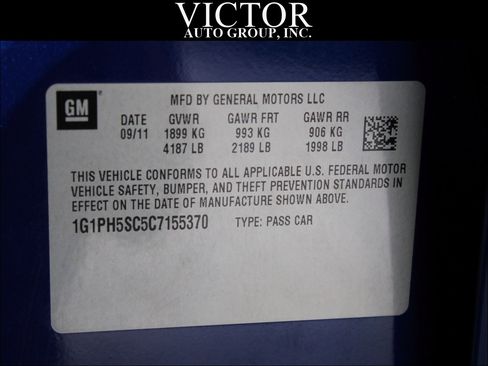 VICTOR
AUTO GROUP, INC.
GM
MFD BY GENERAL MOTORS LLC
DATE GVWR GAWR FRT GAWR RR
09/11 1899 KG 993 KG 906 KG
4187 LB 2189 LB 1998 LB
THIS VEHICLE CONFORMS TO ALL APPLICABLE U.S. FEDERAL MOTOR
VEHICLE SAFETY, BUMPER, AND THEFT PREVENTION STANDARDS
IN EFFECT ON THE DATE OF MANUFACTURE SHOWN ABOVE.
1G1PH5SC5C7155370 TYPE: PASS CAR